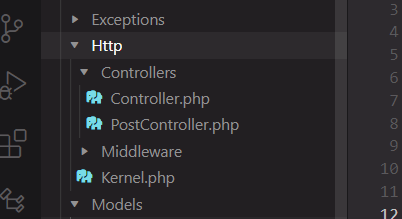 Exceptions
Http
Controllers
Controller.php
PostController.php
Middleware
Kernel.php
Models
3
4
5
6
7
8
9
10
11
12